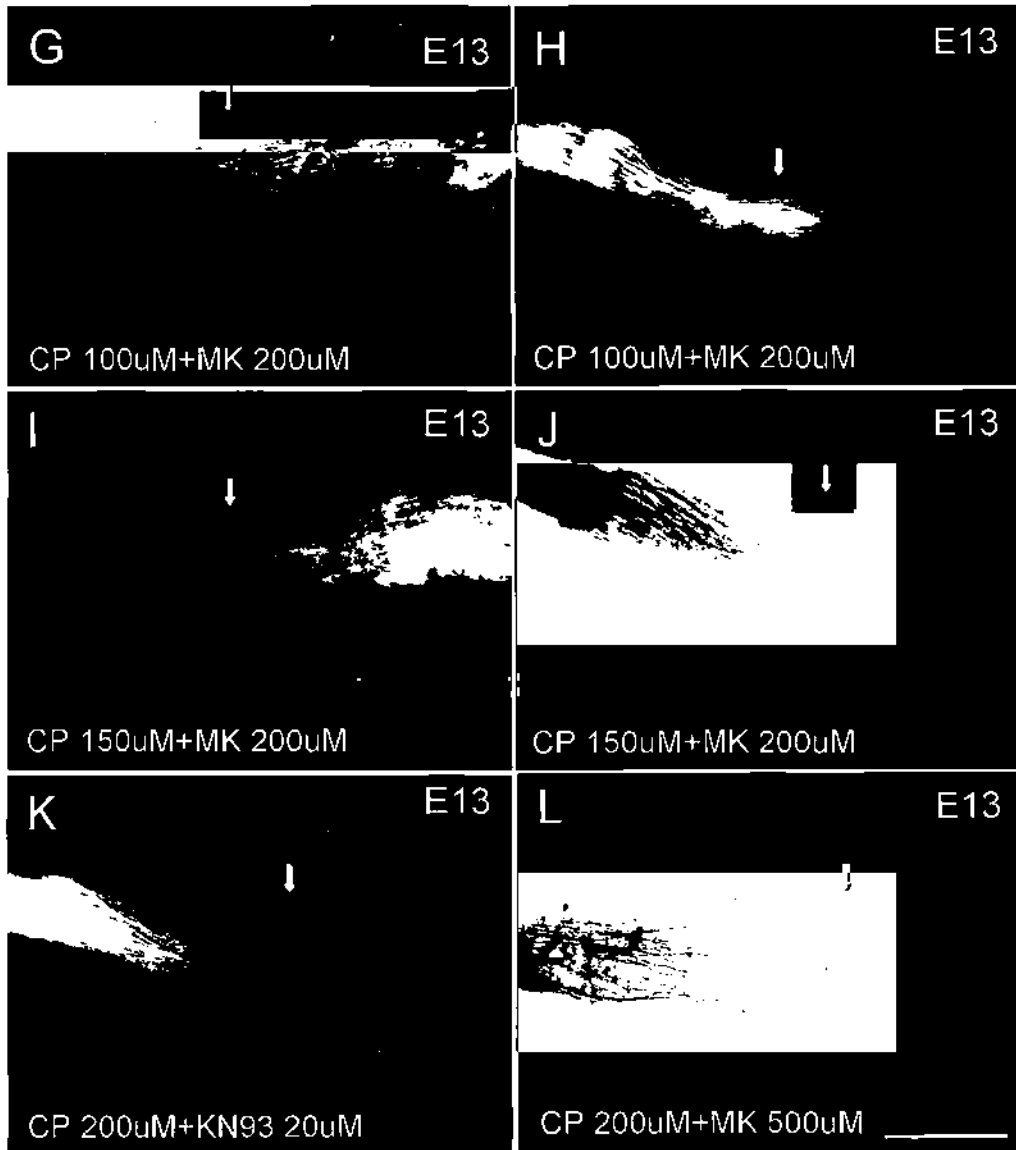 G E13
H E13
CP 100uM+MK 200uM
CP 100uM+MK 200uM
I E13
J E13
CP 150uM+MK 200uM
CP 150uM+MK 200uM
K E13
L E13
CP 200uM+KN93 20uM
CP 200uM+MK 500uM